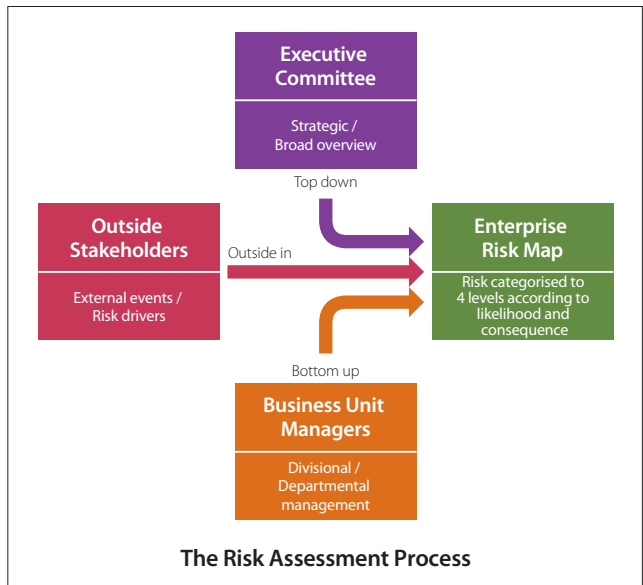 Executive
Committee
Strategic /
Broad overview
Top down
Outside
Stakeholders
External events /
Risk drivers
Outside in
Enterprise
Risk Map
Risk categorised to
4 levels according to
likelihood and
consequence
Bottom up
Business Unit
Managers
Divisional /
Departmental
management
The Risk Assessment Process